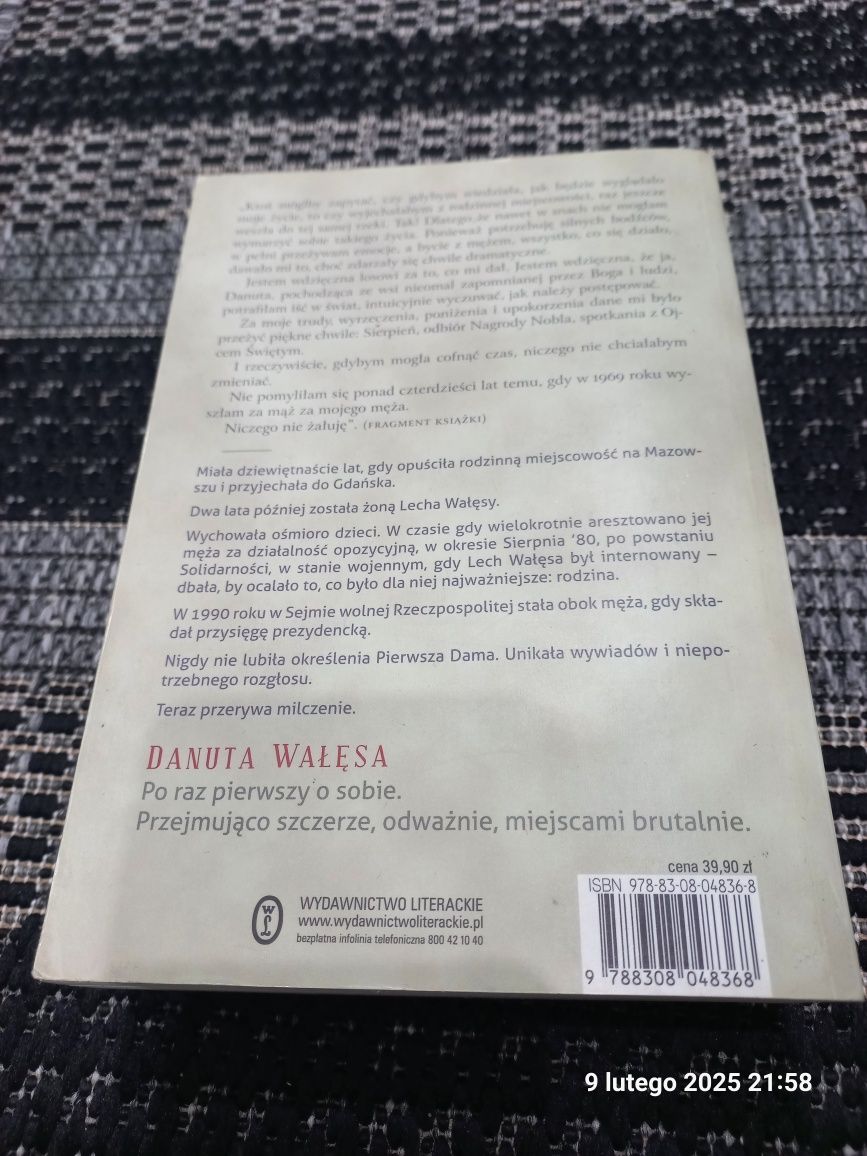 „Ktoś mógłby zapytać, czy gdybym wiedziała, jak będzie wyglądało
moje życie, to czy wyjechałabym z rodzinnej miejscowości, raz jeszcze
weszła do tej samej rzeki. Tak! Dlatego że nawet w snach nie mogłam
wymarzyć sobie takiego życia. Ponieważ potrzebuję silnych bodźców,
w pełni przeżywam emocje, a bycie z mężem, wszystko, co się działo,
dawało mi to, choć zdarzały się chwile dramatyczne.
Jestem wdzięczna losowi za to, co mi dał. Jestem wdzięczna, że ja,
Danuta, pochodząca ze wsi nieomal zapomnianej przez Boga i ludzi,
potrafiłam iść w świat, intuicyjnie wyczuwać, jak należy postępować.
Za moje trudy, wyrzeczenia, poniżenia i upokorzenia dane mi było
przeżyć piękne chwile: Sierpień, odbiór Nagrody Nobla, spotkania z Oj-
cem Świętym.
I rzeczywiście, gdybym mogła cofnąć czas, niczego nie chciałabym
zmieniać.
Nie pomyliłam się ponad czterdzieści lat temu, gdy w 1969 roku wy-
szłam za mąż za mojego męża.
Niczego nie żałuję”. (FRAGMENT KSIĄŻKI)
Miała dziewiętnaście lat, gdy opuściła rodzinną miejscowość na Mazow-
szu i przyjechała do Gdańska.
Dwa lata później została żoną Lecha Wałęsy.
Wychowała ośmioro dzieci. W czasie gdy wielokrotnie aresztowano jej
męża za działalność opozycyjną, w okresie Sierpnia '80, po powstaniu
Solidarności, w stanie wojennym, gdy Lech Wałęsa był internowany –
dbała, by ocalało to, co było dla niej najważniejsze: rodzina.
W 1990 roku w Sejmie wolnej Rzeczpospolitej stała obok męża, gdy skła-
dał przysięgę prezydencką.
Nigdy nie lubiła określenia Pierwsza Dama. Unikała wywiadów i niepo-
trzebnego rozgłosu.
Teraz przerywa milczenie.
DANUTA WAŁĘSA
Po raz pierwszy o sobie.
Przejmująco szczerze, odważnie, miejscami brutalnie.
cena 39,90 zł
ISBN 978-83-08-04836-8
WYDAWNICTWO LITERACKIE
www.wydawnictwoliterackie.pl
bezpłatna infolinia telefoniczna 800 42 10 40
9 788308 048368
9 lutego 2025 21:58